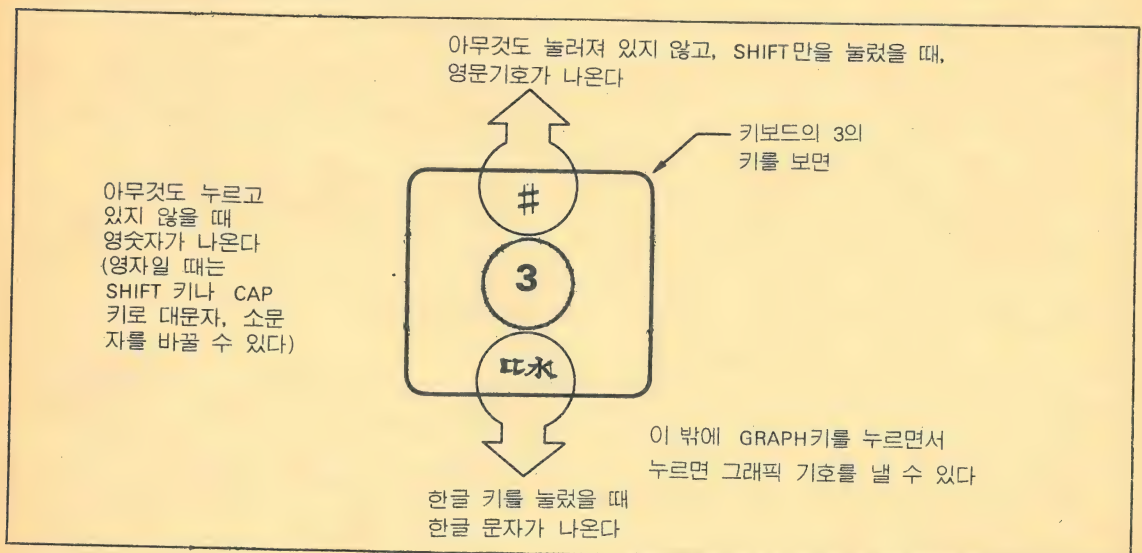 아무것도 눌러져 있지 않고, SHIFT만을 눌렀을 때,
영문기호가 나온다
키보드의 3의
키를 보면
아무것도 누르고
있지 않을 때
영숫자가 나온다
(영자일 때는
SHIFT 키나 CAP
키로 대문자, 소문
자를 바꿀 수 있다)
#
3
ㄸ水
이 밖에 GRAPH키를 누르면서
누르면 그래픽 기호를 낼 수 있다
한글 키를 눌렀을 때
한글 문자가 나온다